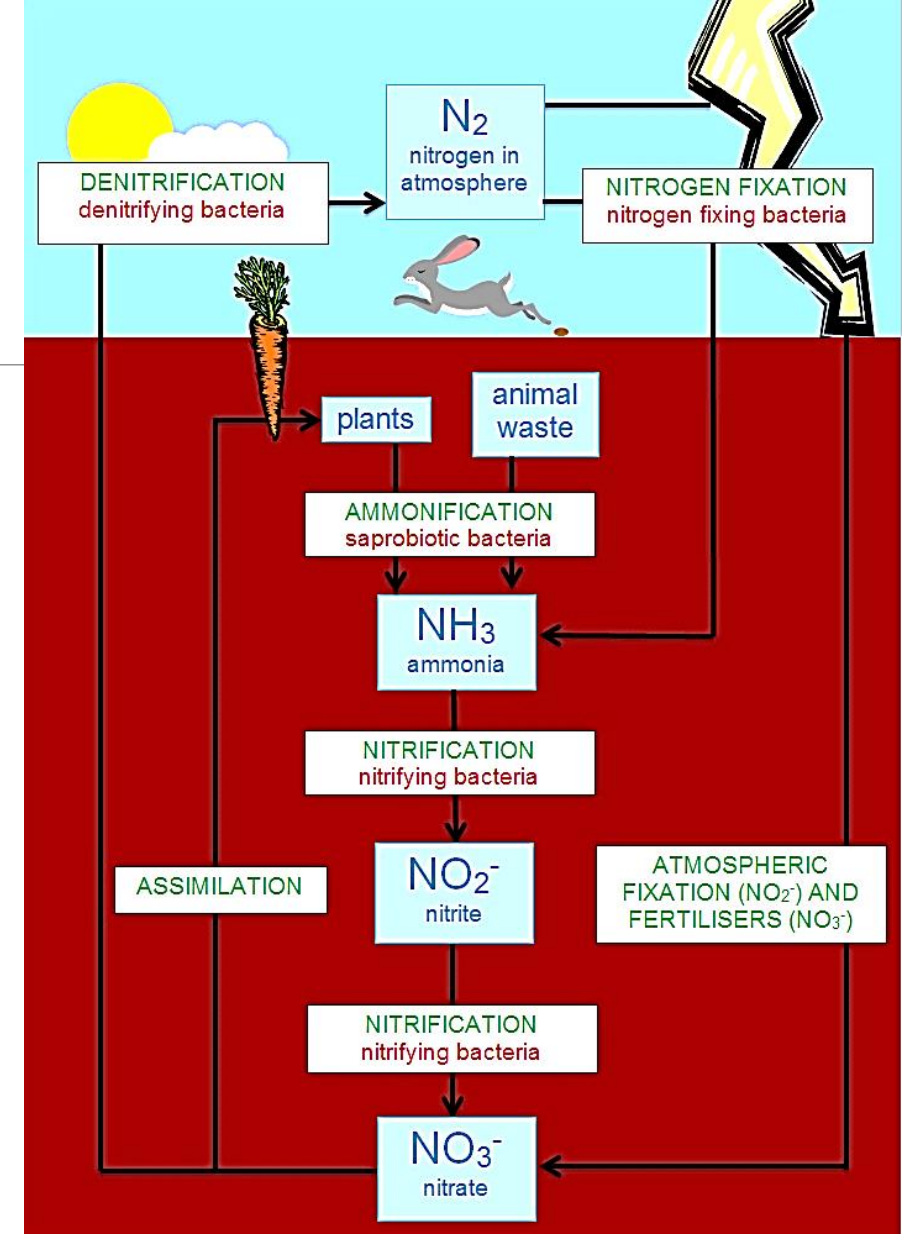 N₂
nitrogen in
atmosphere
DENITRIFICATION
denitrifying bacteria
NITROGEN FIXATION
nitrogen fixing bacteria
plants
animal
waste
AMMONIFICATION
saprobiotic bacteria
NH₃
ammonia
NITRIFICATION
nitrifying bacteria
NO₂⁻
nitrite
ASSIMILATION
ATMOSPHERIC
FIXATION (NO₂⁻) AND
FERTILISERS (NO₃⁻)
NITRIFICATION
nitrifying bacteria
NO₃⁻
nitrate